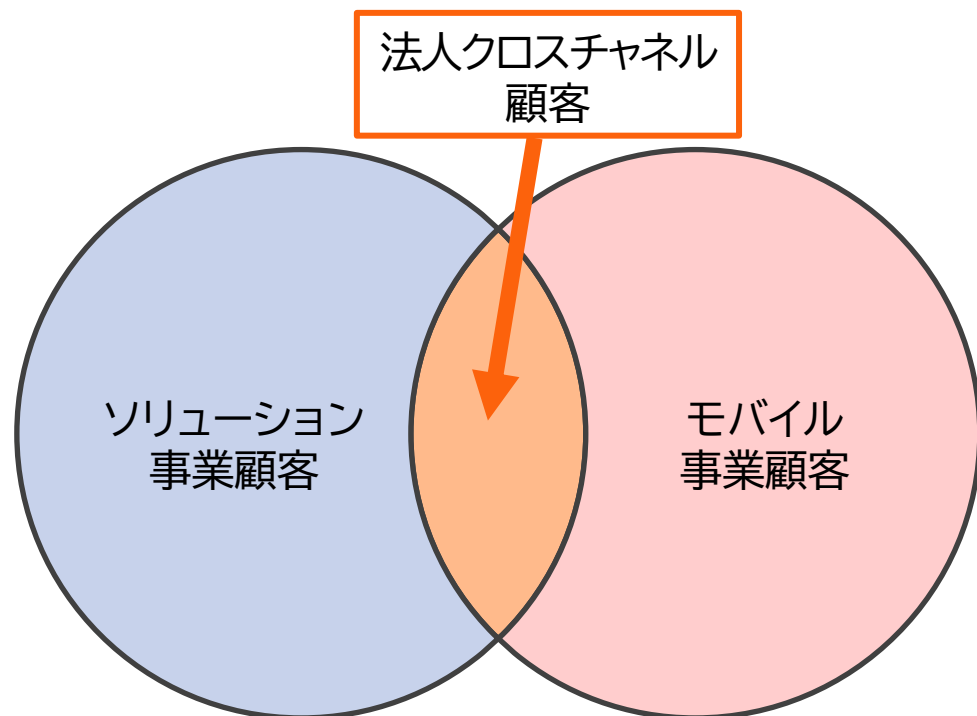 法人クロスチャネル
顧客
ソリューション
事業顧客
モバイル
事業顧客